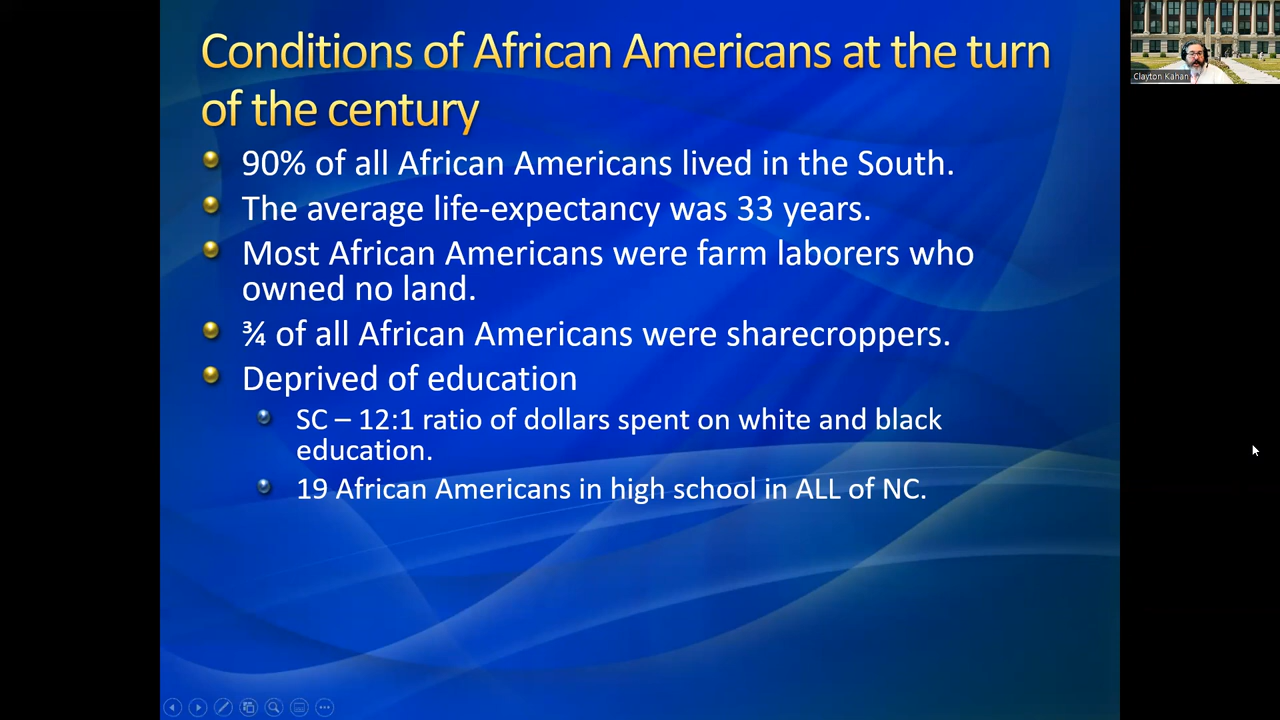 Conditions of African Americans at the turn
of the century
90% of all African Americans lived in the South.
The average life-expectancy was 33 years.
Most African Americans were farm laborers who
owned no land.
¾ of all African Americans were sharecroppers.
Deprived of education
SC – 12:1 ratio of dollars spent on white and black
education.
19 African Americans in high school in ALL of NC.
Clayton Kahan